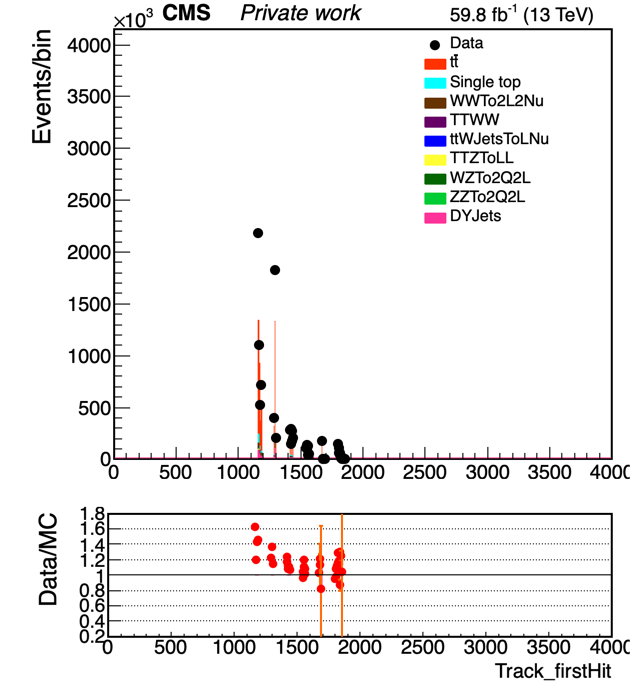 ×10³ CMS Private work 59.8 fb⁻¹ (13 TeV)
Events/bin
4000
3500
3000
2500
2000
1500
1000
500
0
0 500 1000 1500 2000 2500 3000 3500 4000
Data
tt̄
Single top
WWTo2L2Nu
TTWW
ttWJetsToLNu
TTZToLL
WZTo2Q2L
ZZTo2Q2L
DYJets
Data/MC
1.8
1.6
1.4
1.2
1
0.8
0.6
0.4
0.2
0 500 1000 1500 2000 2500 3000 3500 400
Track_firstHit